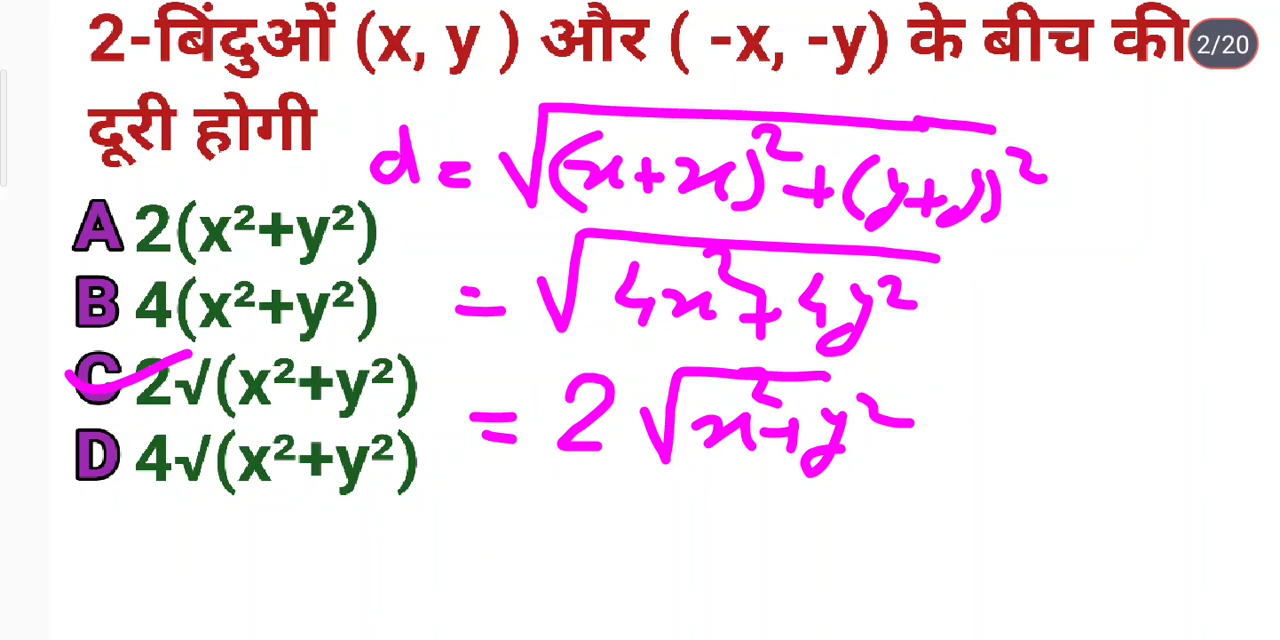 2-बिंदुओं (x, y ) और ( -x, -y) के बीच की
2/20
दूरी होगी
d = √(x+x)²+(y+y)²
A 2(x²+y²)
= √4x²+4y²
B 4(x²+y²)
C 2√(x²+y²)
= 2√x²+y²
D 4√(x²+y²)